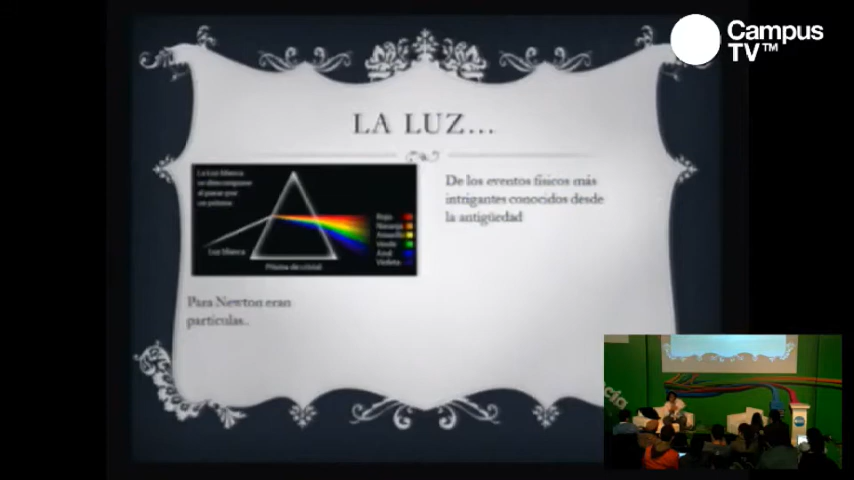 Campus
TV™
LA LUZ...
La luz blanca
se descompone
al pasar por
un prisma
Luz blanca
Prisma de cristal
Rojo
Naranja
Amarillo
Verde
Azul
Violeta
De los eventos físicos más
intrigantes conocidos desde
la antigüedad
Para Newton eran
partículas..